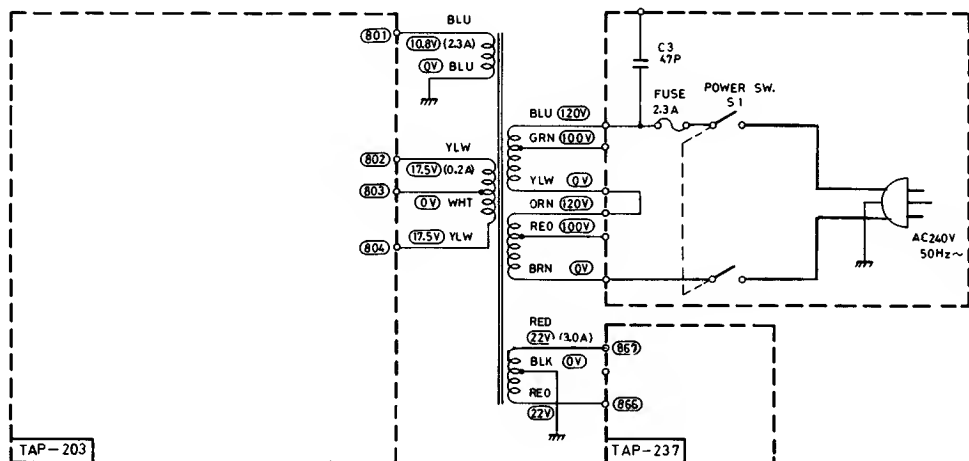 BLU
801
10.8V (2.3A)
0V BLU
YLW
802
17.5V (0.2A)
803
0V WHT
17.5V YLW
804
TAP-203
BLU 120V
GRN 100V
YLW 0V
ORN 120V
REO 100V
BRN 0V
RED
22V (3.0A)
BLK 0V
REO
22V
C3
47P
FUSE
2.3A
POWER SW.
S1
AC240V
50Hz~
867
866
TAP-237